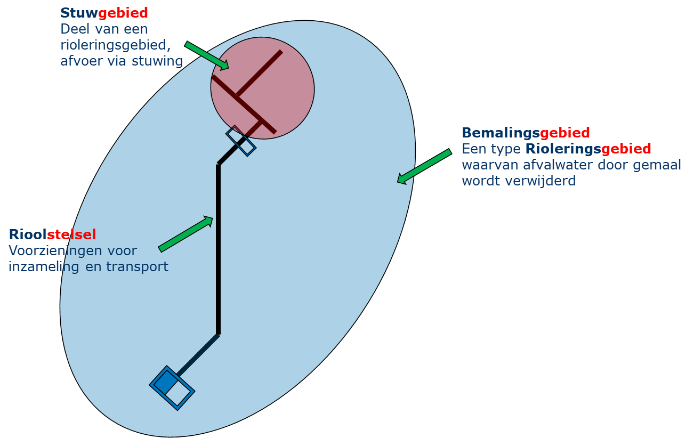 Stuwgebied
Deel van een
rioleringsgebied,
afvoer via stuwing
Bemalingsgebied
Een type Rioleringsgebied
waarvan afvalwater door gemaal
wordt verwijderd
Rioolstelsel
Voorzieningen voor
inzameling en transport